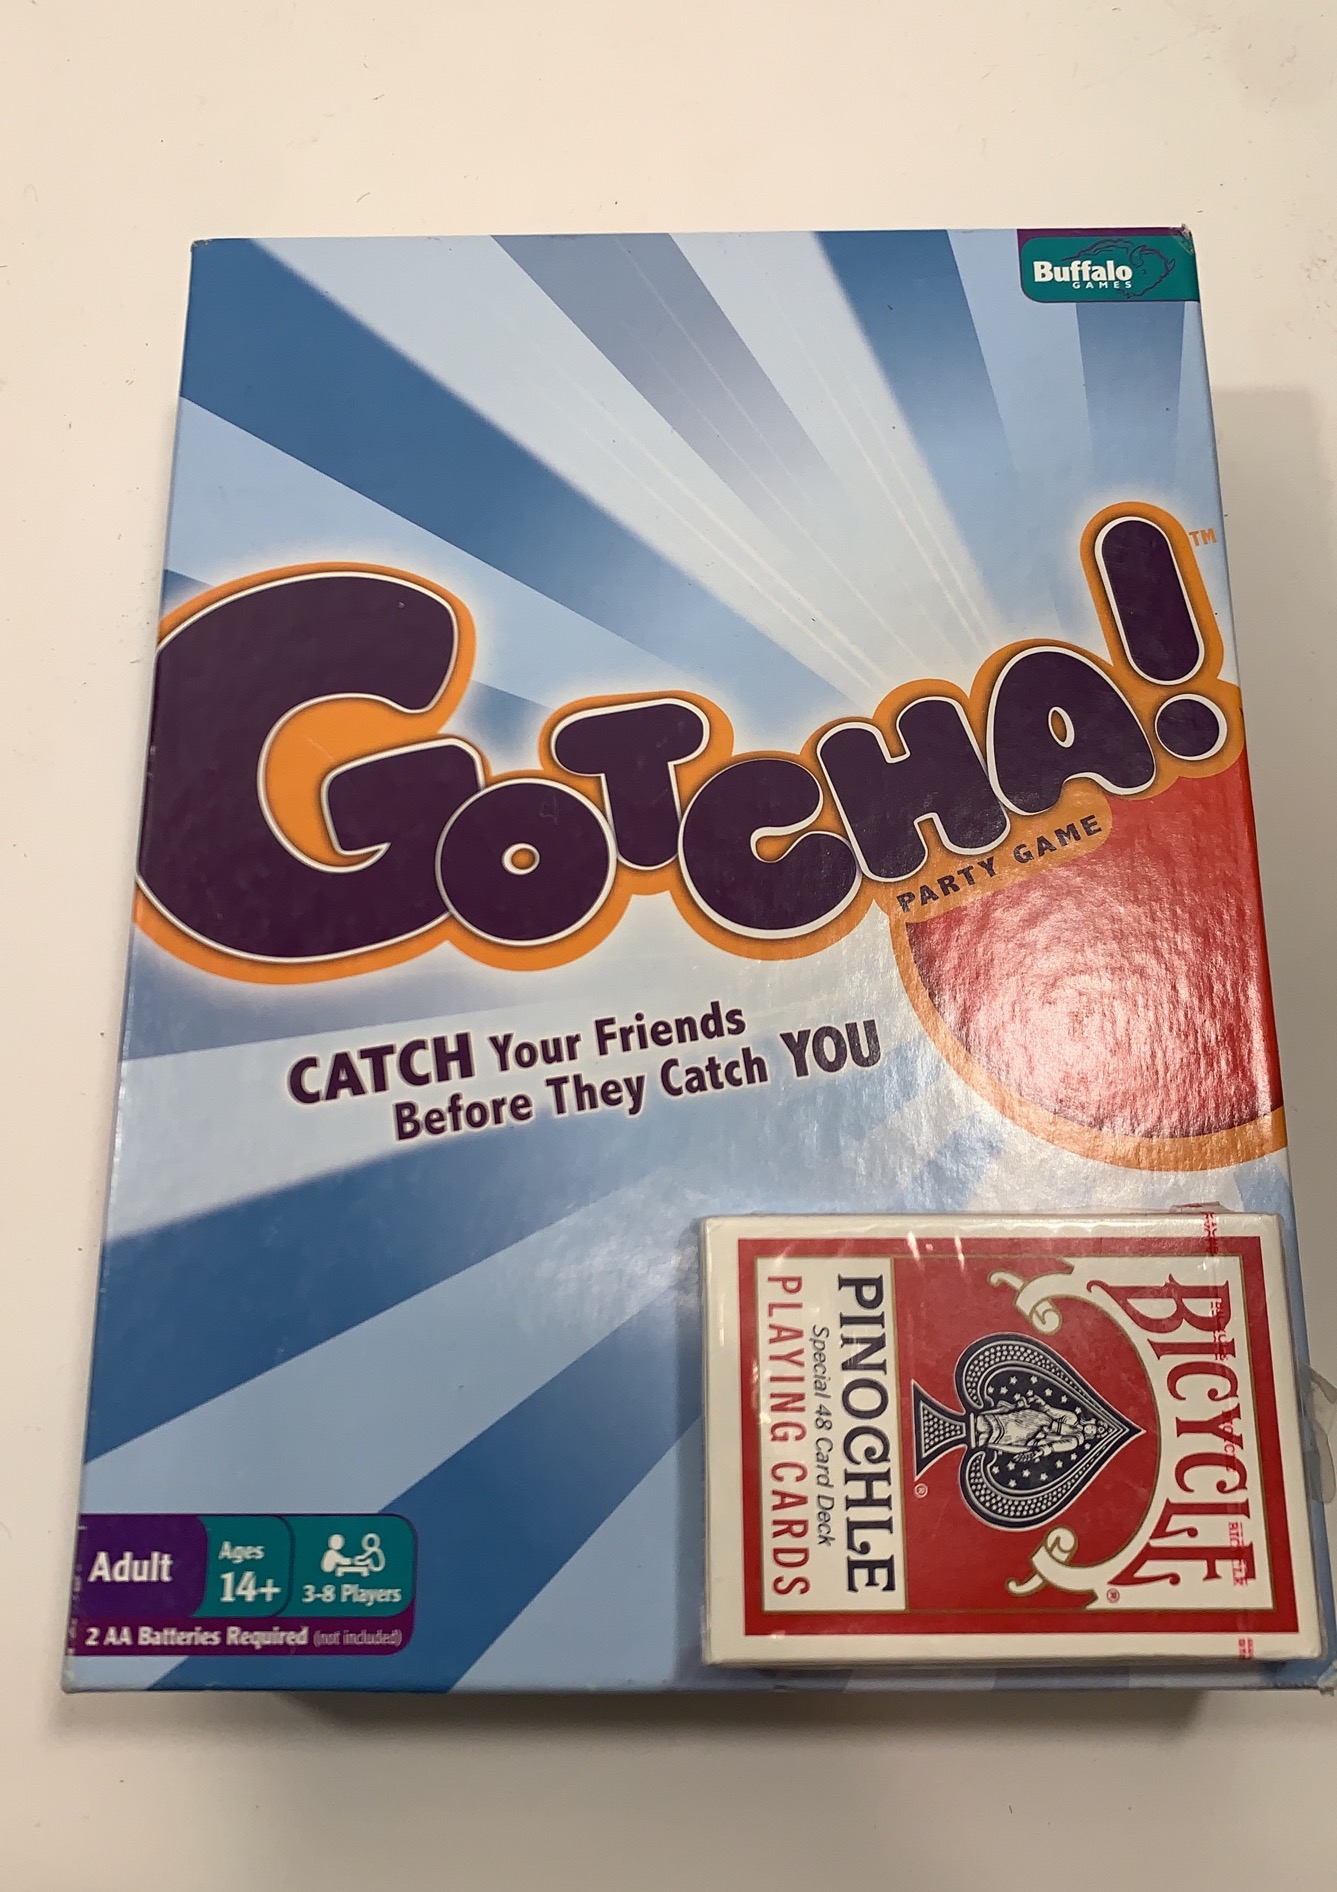 Buffalo
GAMES
GOTCHA!™
PARTY GAME
CATCH Your Friends
Before They Catch YOU
BICYCLE®
®
PINOCHLE
Special 48 Card Deck
PLAYING CARDS
Adult
Ages
14+
3-8 Players
2 AA Batteries Required (not included)